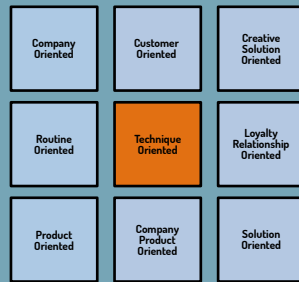 Company
Oriented
Customer
Oriented
Creative
Solution
Oriented
Routine
Oriented
Technique
Oriented
Loyalty
Relationship
Oriented
Product
Oriented
Company
Product
Oriented
Solution
Oriented